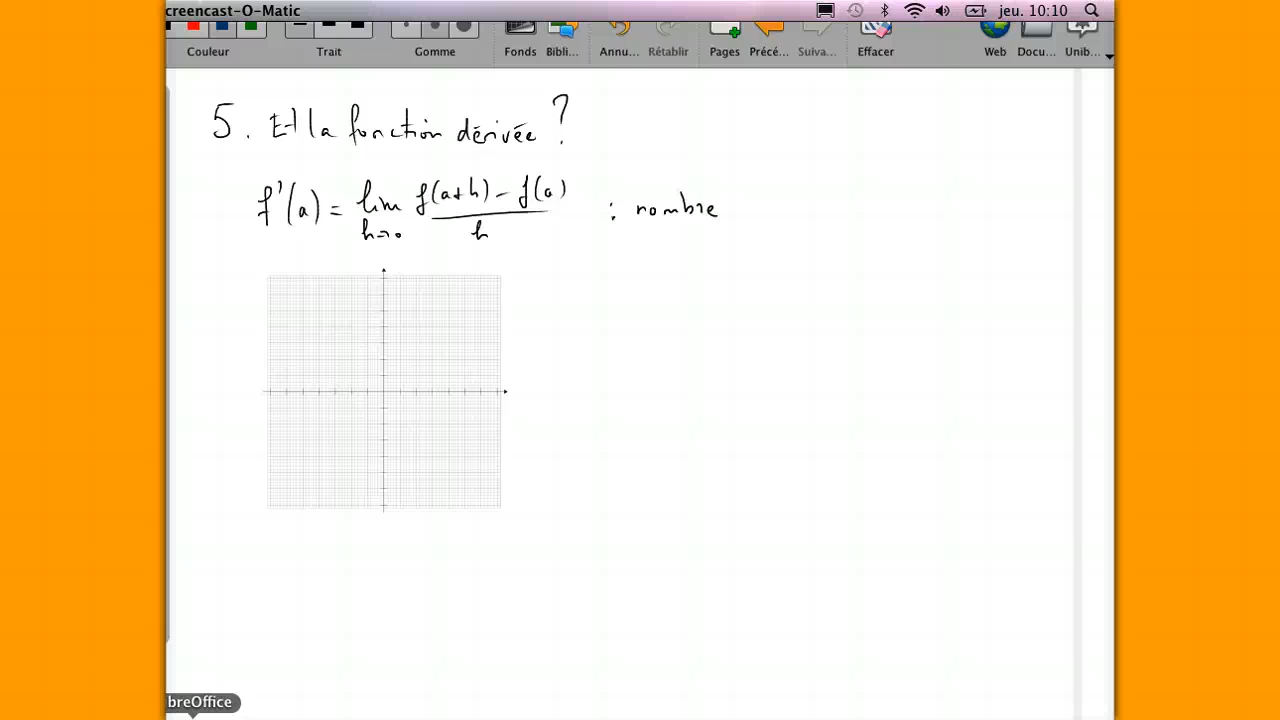 creencast-O-Matic
jeu. 10:10
Couleur Trait Gomme Fonds Bibli... Annu... Rétablir Pages Précé... Suiva... Effacer Web Docu... Unib...
5. Et la fonction dérivée ?
f'(a) = lim f(a+h) - f(a) : nombre
h→0 h
breOffice